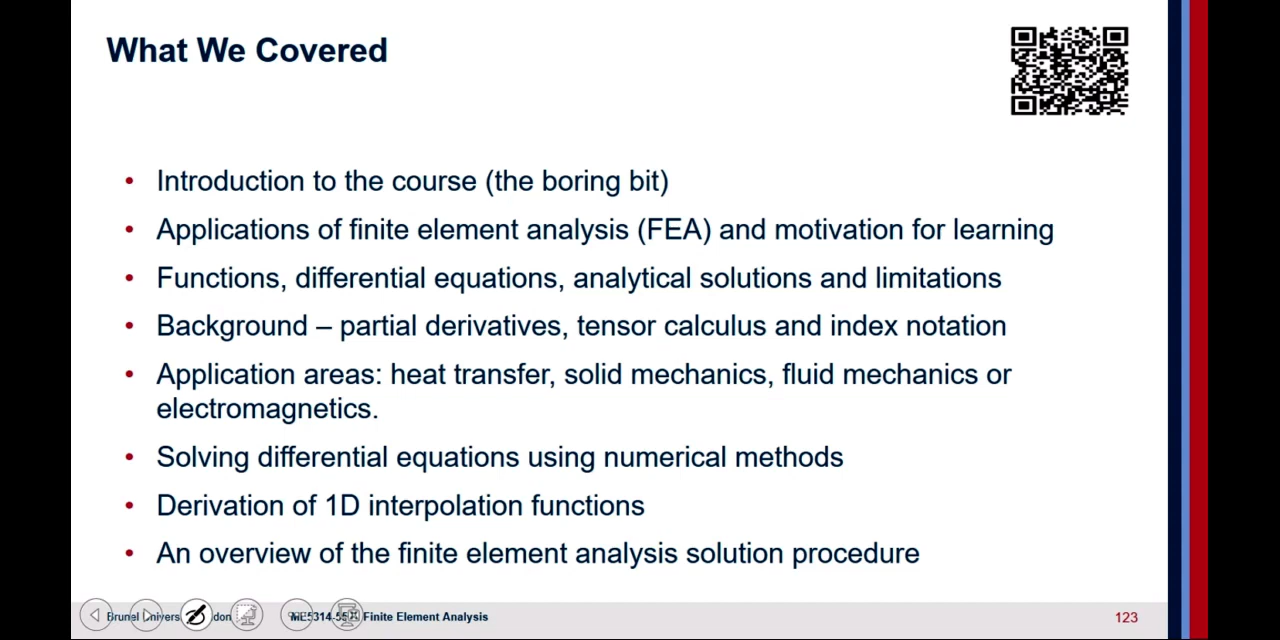 What We Covered
• Introduction to the course (the boring bit)
• Applications of finite element analysis (FEA) and motivation for learning
• Functions, differential equations, analytical solutions and limitations
• Background – partial derivatives, tensor calculus and index notation
• Application areas: heat transfer, solid mechanics, fluid mechanics or
electromagnetics.
• Solving differential equations using numerical methods
• Derivation of 1D interpolation functions
• An overview of the finite element analysis solution procedure
Brunel Finite Element Analysis 123